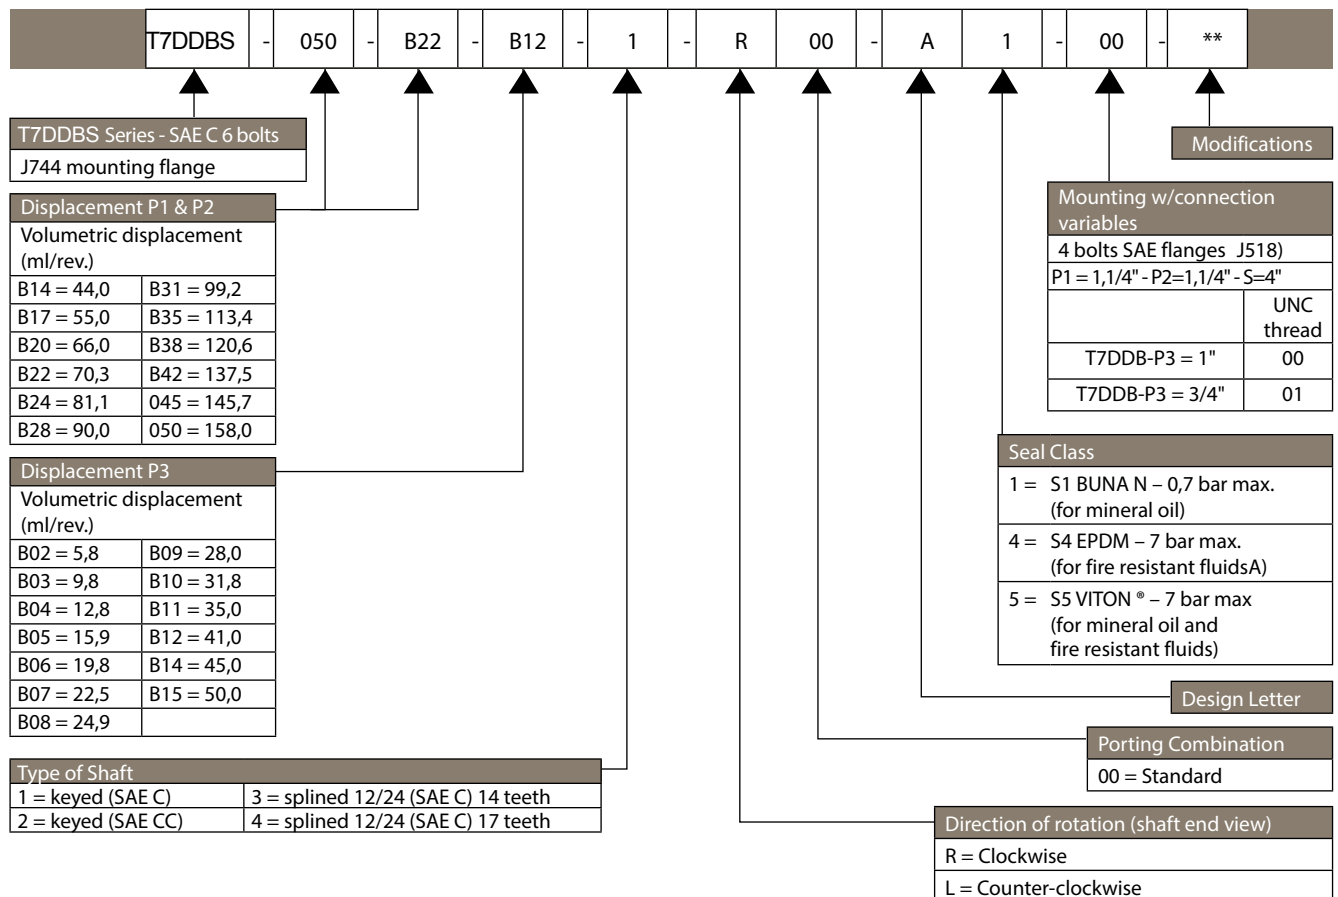 T7DDBS - 050 - B22 - B12 - 1 - R 00 - A 1 - 00 - **
T7DDBS Series - SAE C 6 bolts
J744 mounting flange
Modifications
Displacement P1 & P2
Volumetric displacement
(ml/rev.)
B14 = 44,0 B31 = 99,2
B17 = 55,0 B35 = 113,4
B20 = 66,0 B38 = 120,6
B22 = 70,3 B42 = 137,5
B24 = 81,1 045 = 145,7
B28 = 90,0 050 = 158,0
Mounting w/connection
variables
4 bolts SAE flanges J518)
P1 = 1,1/4" - P2=1,1/4" - S=4"
UNC
thread
T7DDB-P3 = 1" 00
T7DDB-P3 = 3/4" 01
Displacement P3
Volumetric displacement
(ml/rev.)
B02 = 5,8 B09 = 28,0
B03 = 9,8 B10 = 31,8
B04 = 12,8 B11 = 35,0
B05 = 15,9 B12 = 41,0
B06 = 19,8 B14 = 45,0
B07 = 22,5 B15 = 50,0
B08 = 24,9
Seal Class
1 = S1 BUNA N – 0,7 bar max.
(for mineral oil)
4 = S4 EPDM – 7 bar max.
(for fire resistant fluidsA)
5 = S5 VITON ® – 7 bar max
(for mineral oil and
fire resistant fluids)
Design Letter
Porting Combination
00 = Standard
Type of Shaft
1 = keyed (SAE C) 3 = splined 12/24 (SAE C) 14 teeth
2 = keyed (SAE CC) 4 = splined 12/24 (SAE C) 17 teeth
Direction of rotation (shaft end view)
R = Clockwise
L = Counter-clockwise